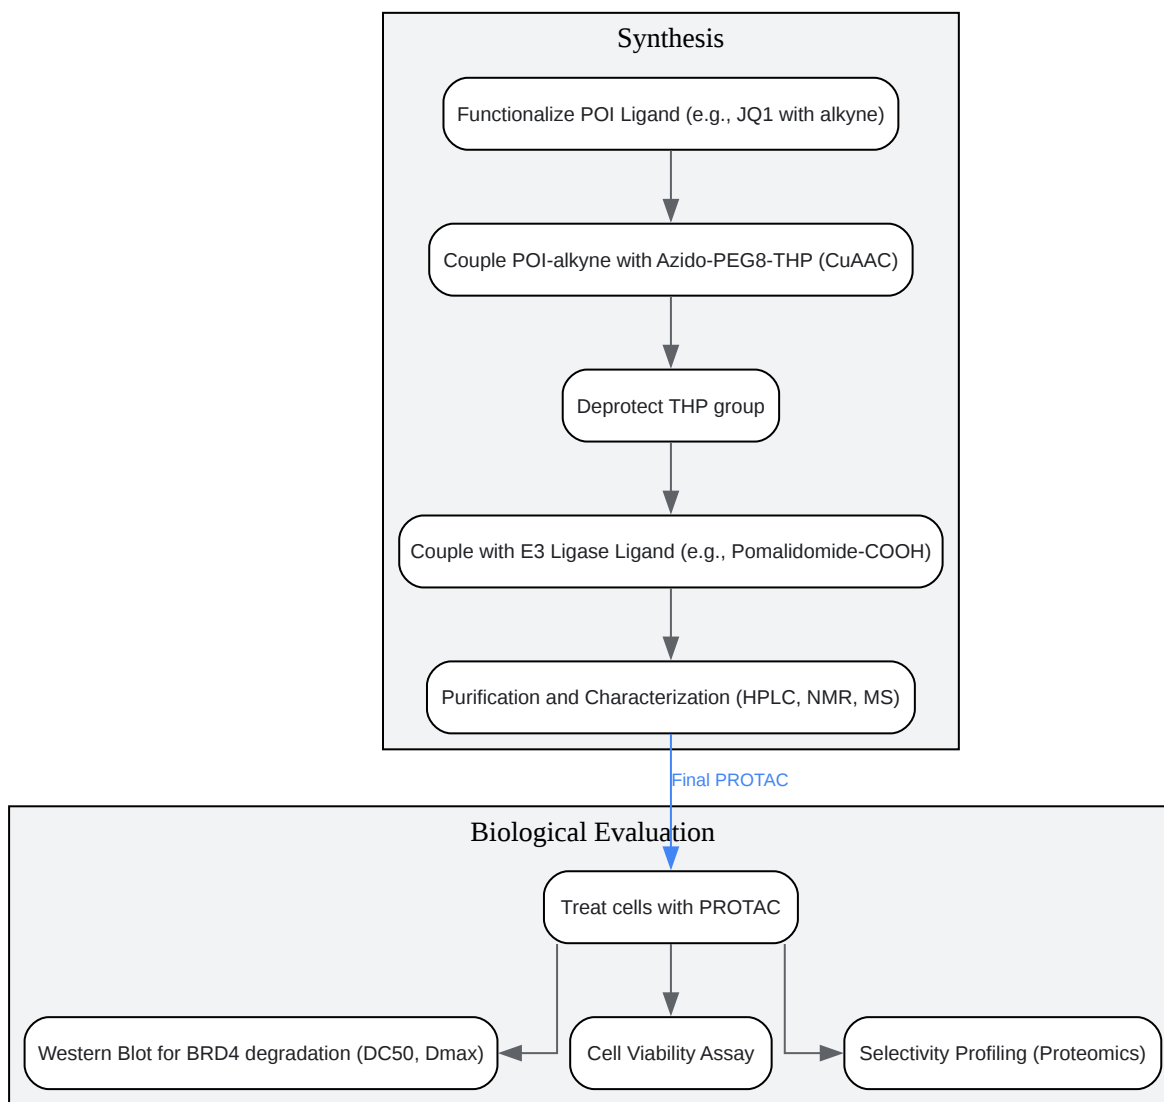 Synthesis
Functionalize POI Ligand (e.g., JQ1 with alkyne)
Couple POI-alkyne with Azido-PEG8-THP (CuAAC)
Deprotect THP group
Couple with E3 Ligase Ligand (e.g., Pomalidomide-COOH)
Purification and Characterization (HPLC, NMR, MS)
Final PROTAC
Biological Evaluation
Treat cells with PROTAC
Western Blot for BRD4 degradation (DC50, Dmax)
Cell Viability Assay
Selectivity Profiling (Proteomics)